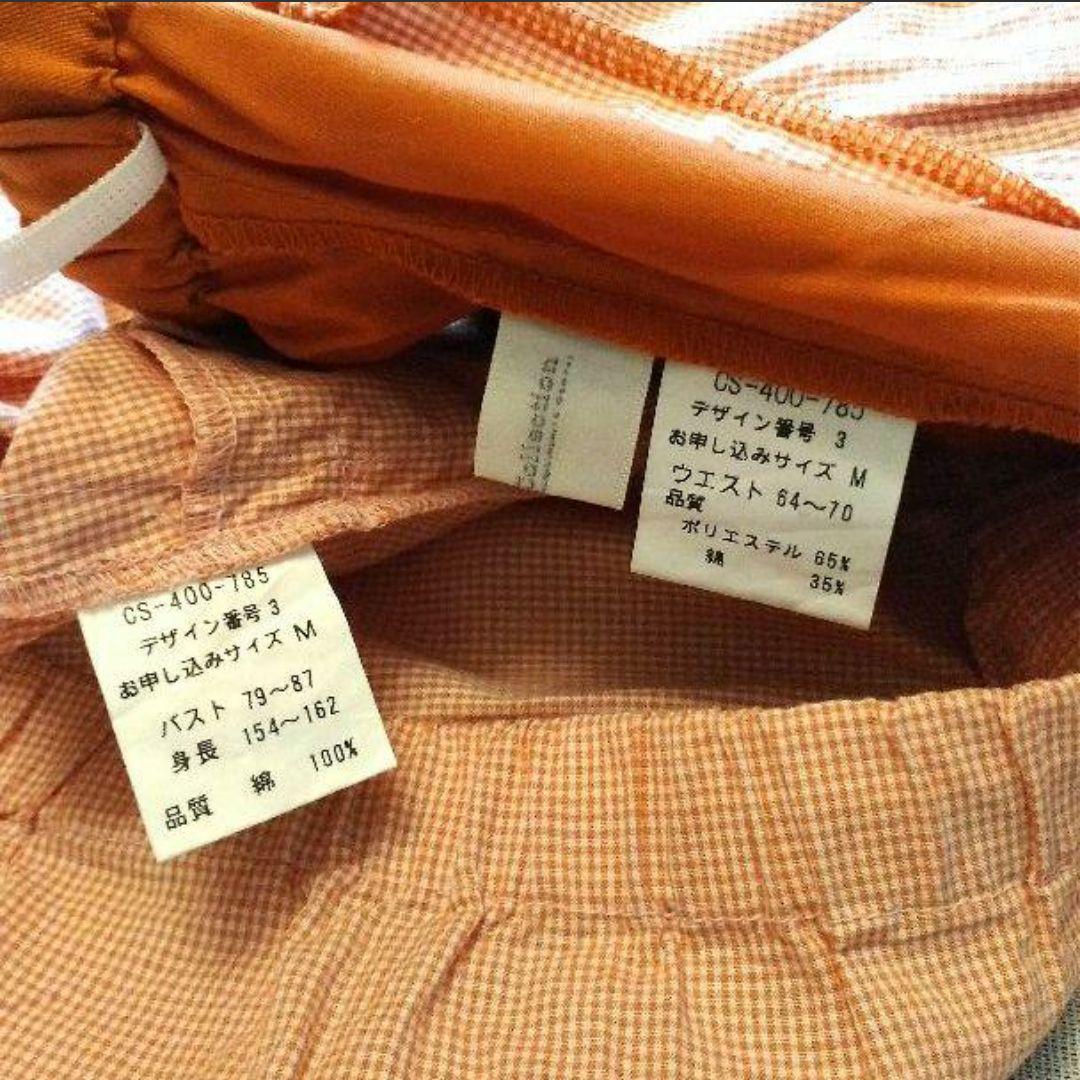 CS-400-785
デザイン番号 3
お申し込みサイズ M
ウエスト 64～70
品質
ポリエステル 65%
綿 35%
CS-400-785
デザイン番号 3
お申し込みサイズ M
バスト 79～87
身長 154～162
品質 綿 100%